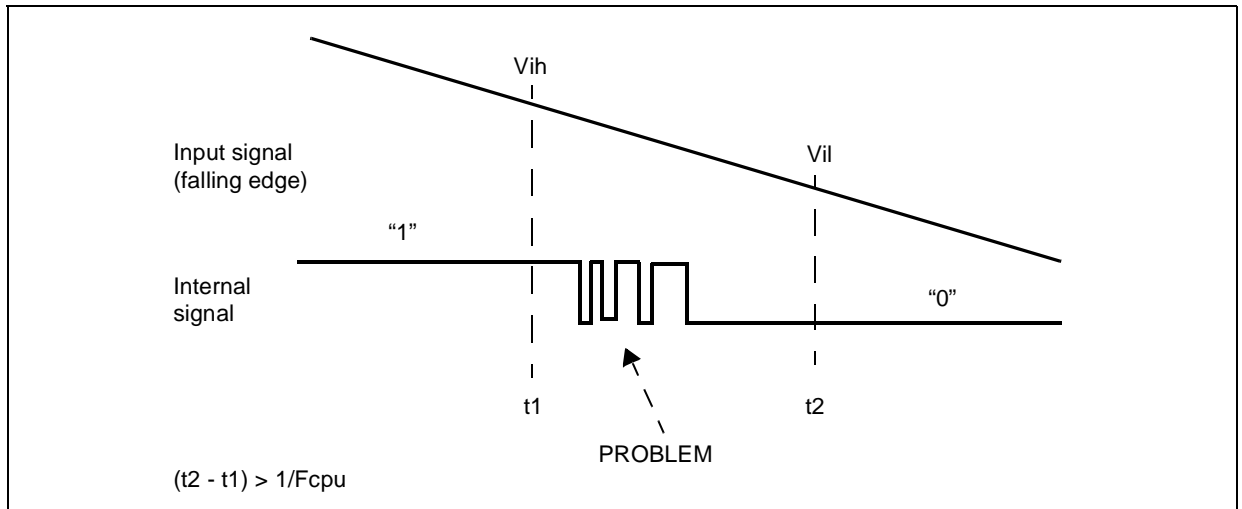 Vih
Input signal
(falling edge)
Vil
“1”
Internal
signal
“0”
t1
t2
PROBLEM
(t2 - t1) > 1/Fcpu